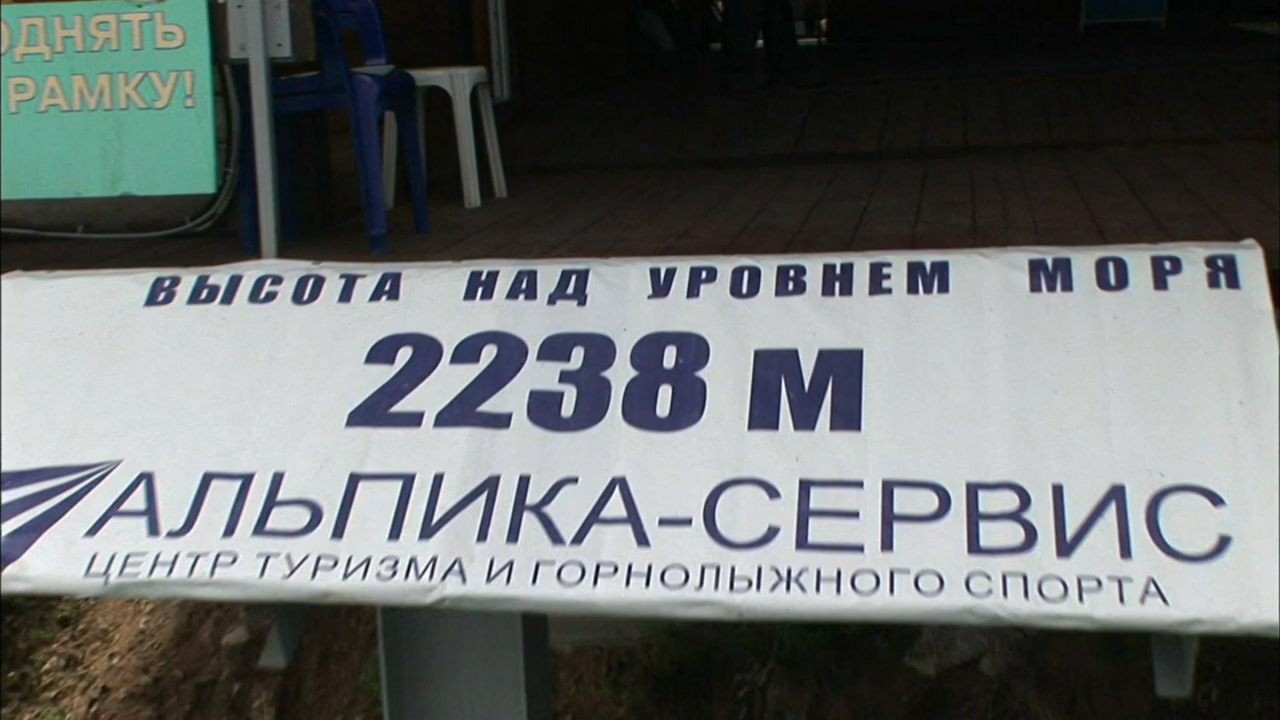 ОДНЯТЬ
РАМКУ!
ВЫСОТА НАД УРОВНЕМ МОРЯ
2238 м
АЛЬПИКА-СЕРВИС
ЦЕНТР ТУРИЗМА И ГОРНОЛЫЖНОГО СПОРТА